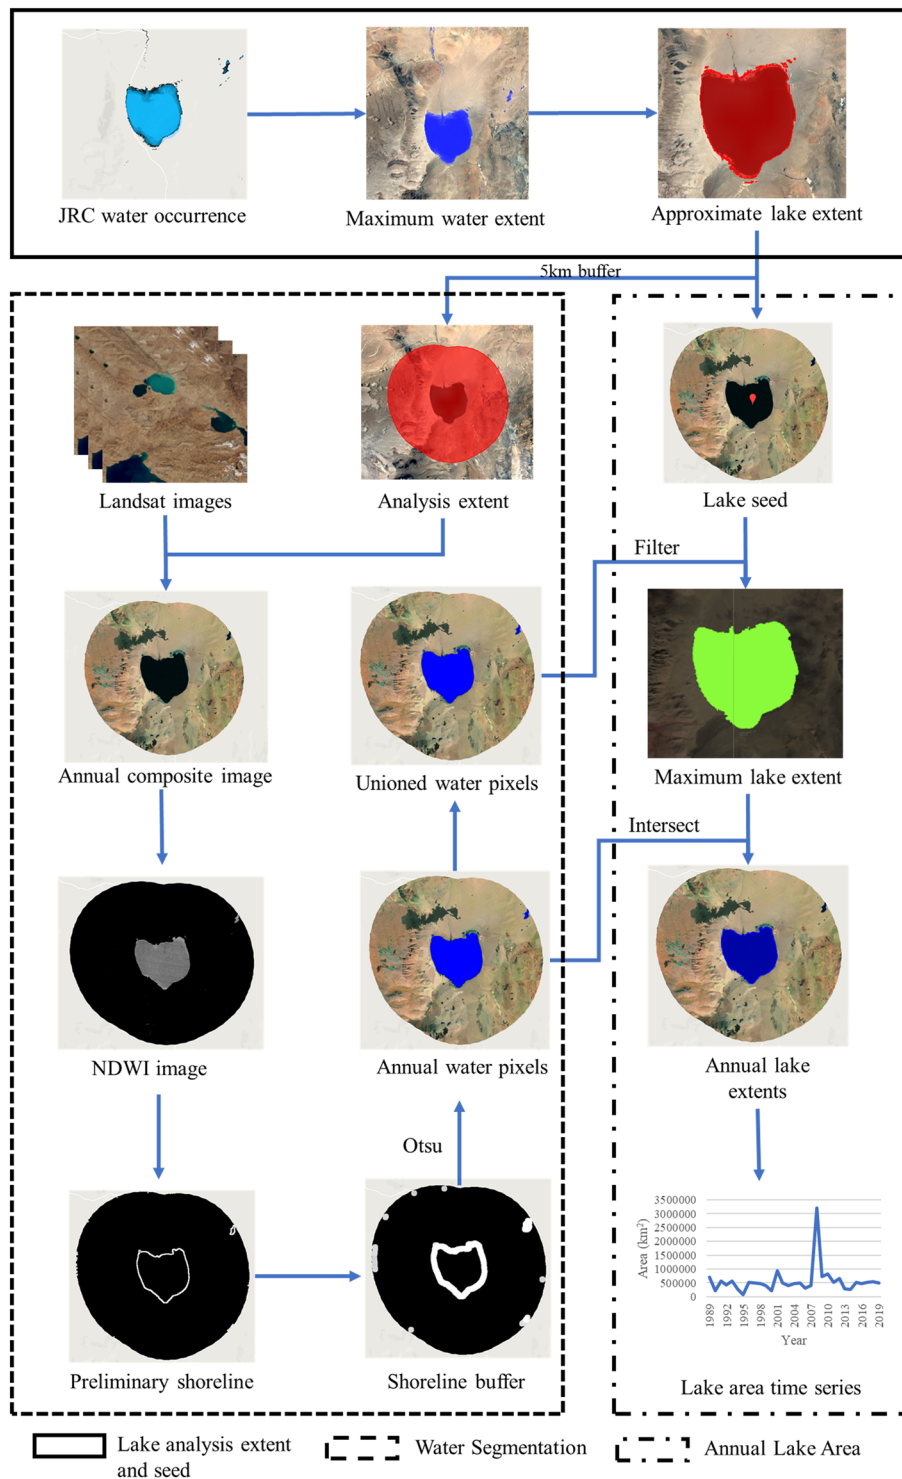 JRC water occurrence
Maximum water extent
Approximate lake extent
5km buffer
Landsat images
Analysis extent
Lake seed
Filter
Annual composite image
Unioned water pixels
Maximum lake extent
Intersect
NDWI image
Annual water pixels
Annual lake
extents
Otsu
Preliminary shoreline
Shoreline buffer
Area (km²)
3500000
3000000
2500000
2000000
1500000
1000000
500000
0
1989
1992
1995
1998
2001
2004
2007
2010
2013
2016
2019
Year
Lake area time series
Lake analysis extent
and seed
Water Segmentation
Annual Lake Area